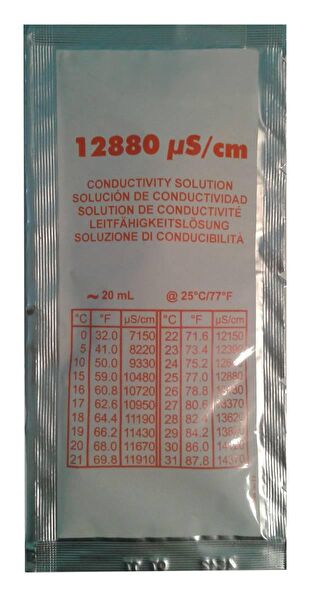 12880 µS/cm
CONDUCTIVITY SOLUTION
SOLUCIÓN DE CONDUCTIVIDAD
SOLUTION DE CONDUCTIVITÉ
LEITFÄHIGKEITSLÖSUNG
SOLUZIONE DI CONDUCIBILITÀ
~ 20 mL @ 25°C/77°F
°C °F µS/cm °C °F µS/cm
0 32.0 7150 22 71.6 12150
5 41.0 8220 23 73.4
10 50.0 9330 24 75.2
15 59.0 10480 25 77.0 12880
16 60.8 10720 26 78.8
17 62.6 10950 27 80.6 13370
18 64.4 11190 28 82.4 13620
19 66.2 11430 29 84.2
20 68.0 11670 30 86.0
21 69.8 11910 31 87.8 14370